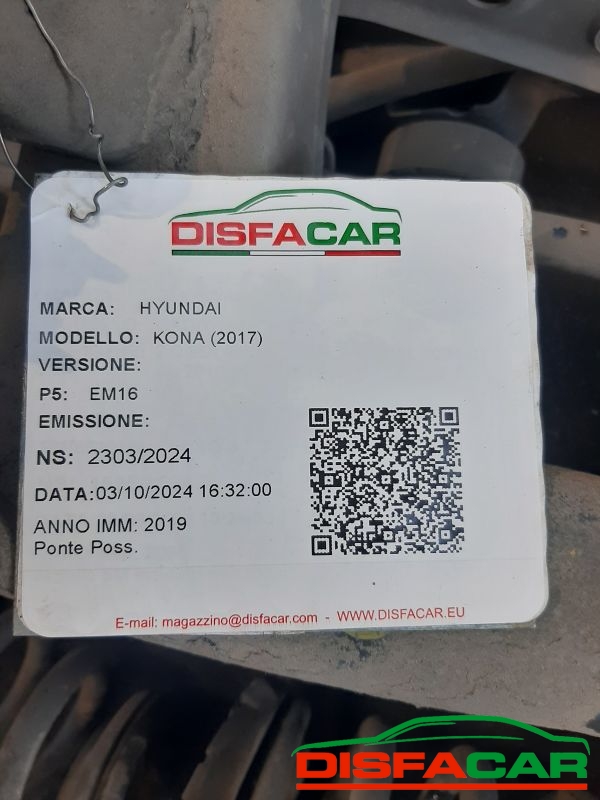 DISFACAR
MARCA: HYUNDAI
MODELLO: KONA (2017)
VERSIONE:
P5: EM16
EMISSIONE:
NS: 2303/2024
DATA:03/10/2024 16:32:00
ANNO IMM: 2019
Ponte Poss.
E-mail: magazzino@disfacar.com - WWW.DISFACAR.EU
DISFACAR